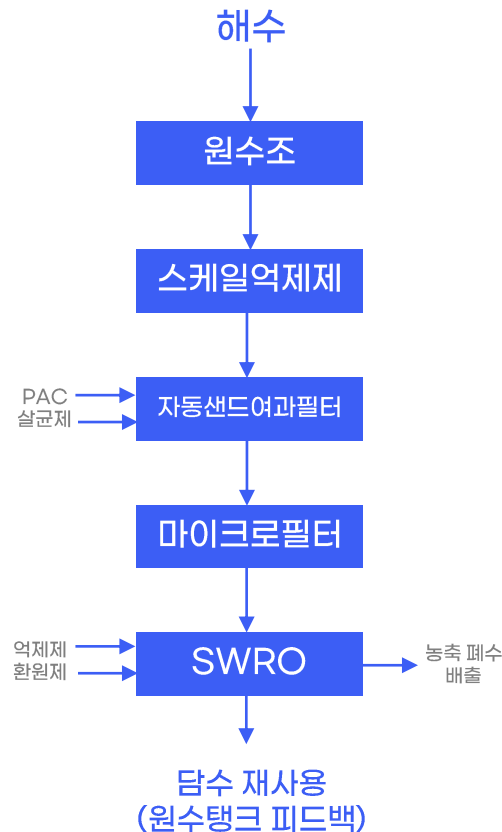 해수
원수조
스케일억제제
PAC
살균제
자동샌드여과필터
마이크로필터
억제제
환원제
SWRO
농축 폐수
배출
담수 재사용
(원수탱크 피드백)